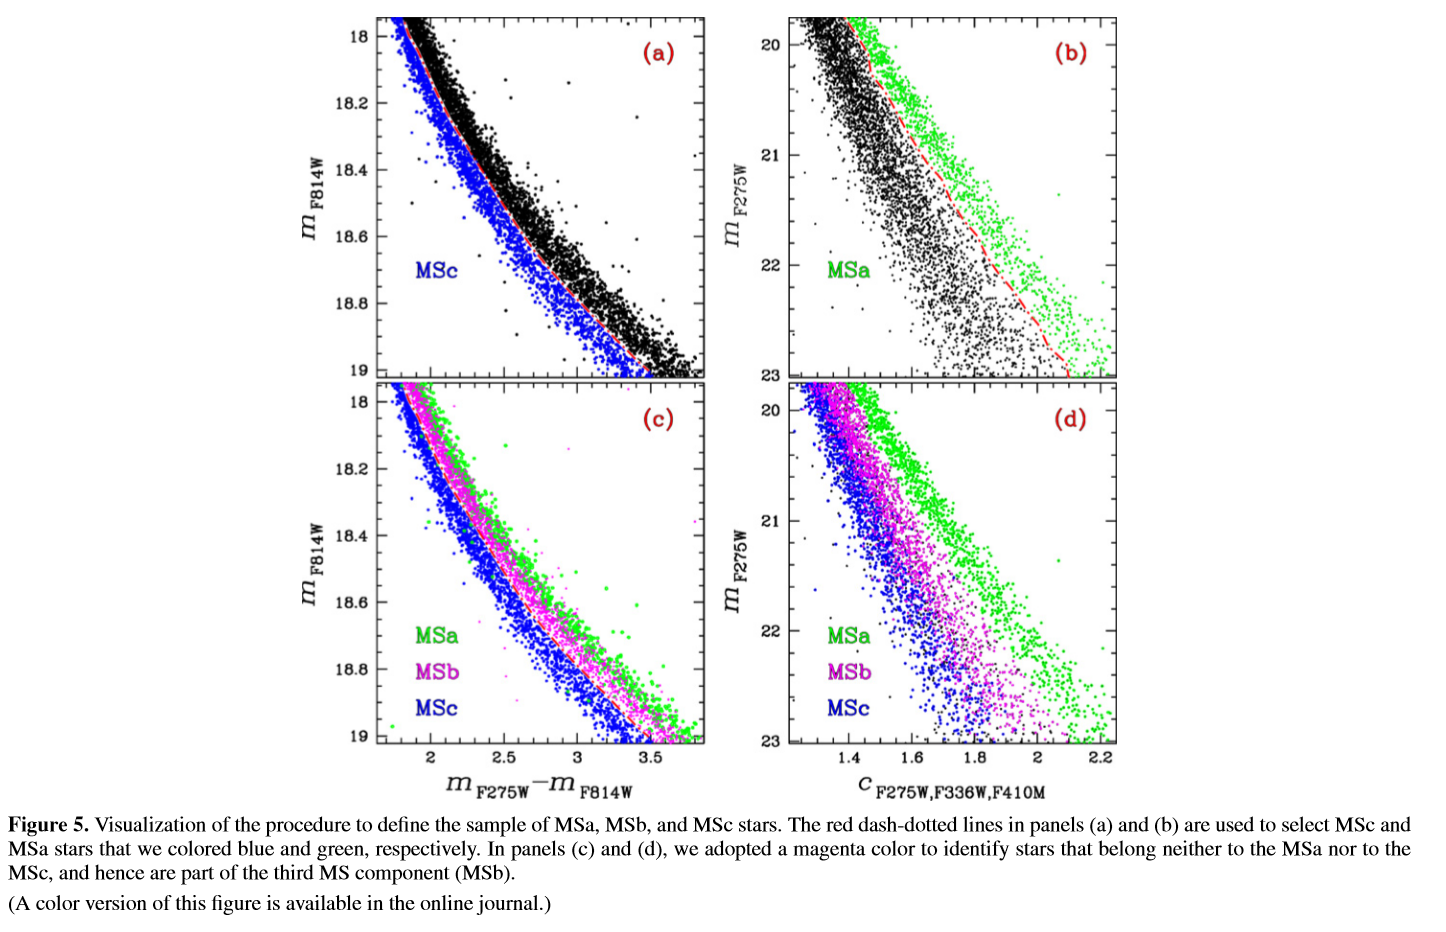 (a)
18
18.2
18.4
18.6
18.8
19
m F814W
MSc
(b)
20
21
22
23
m F275W
MSa
(c)
18
18.2
18.4
18.6
18.8
19
m F814W
MSa
MSb
MSc
2 2.5 3 3.5
m F275W−m F814W
(d)
20
21
22
23
m F275W
MSa
MSb
MSc
1.4 1.6 1.8 2 2.2
c F275W,F336W,F410M
Figure 5. Visualization of the procedure to define the sample of MSa, MSb, and MSc stars. The red dash-dotted lines in panels (a) and (b) are used to select MSc and
MSa stars that we colored blue and green, respectively. In panels (c) and (d), we adopted a magenta color to identify stars that belong neither to the MSa nor to the
MSc, and hence are part of the third MS component (MSb).
(A color version of this figure is available in the online journal.)